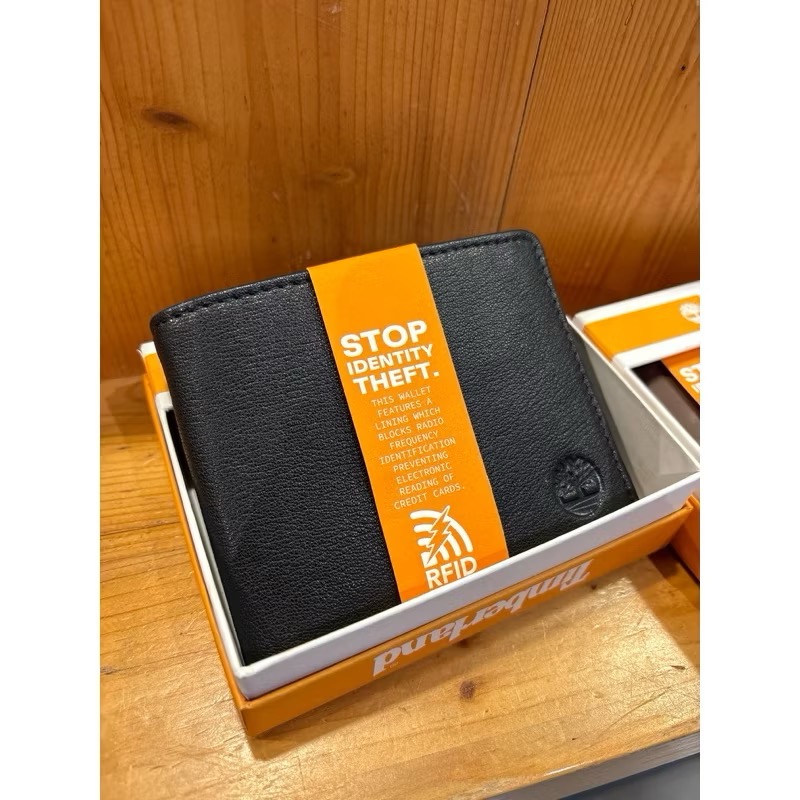 STOP
IDENTITY
THEFT.
THIS WALLET
FEATURES A
LINING WHICH
BLOCKS RADIO
FREQUENCY
IDENTIFICATION
PREVENTING
ELECTRONIC
READING OF
CREDIT CARDS.
RFID
Timberland